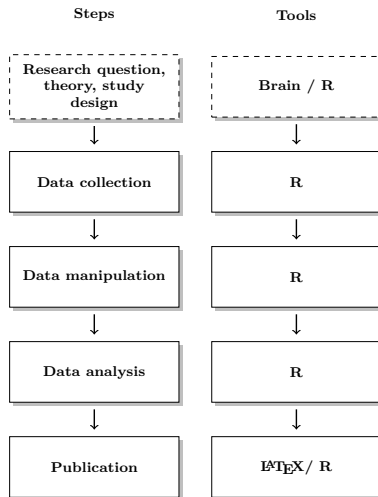 Steps
Tools
Research question,
theory, study
design
Brain / R
Data collection
R
Data manipulation
R
Data analysis
R
Publication
LATEX/ R